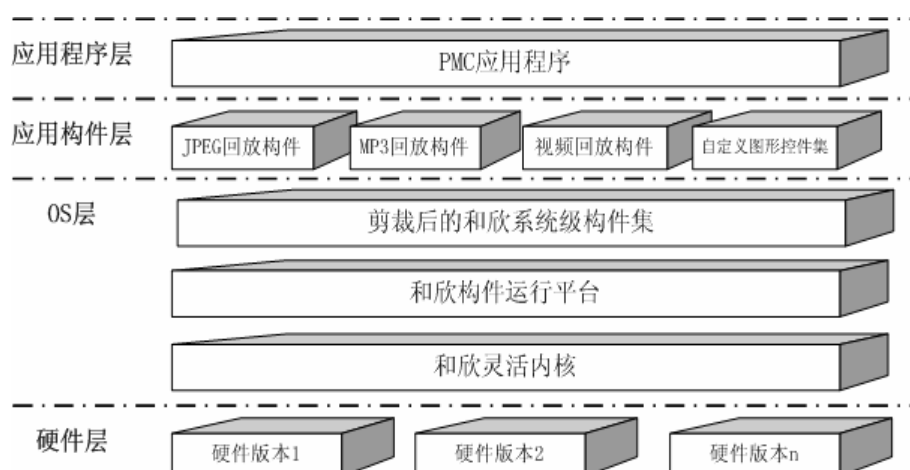 应用程序层
PMC应用程序
应用构件层
JPEG回放构件
MP3回放构件
视频回放构件
自定义图形控件集
OS层
剪裁后的和欣系统级构件集
和欣构件运行平台
和欣灵活内核
硬件层
硬件版本1
硬件版本2
硬件版本n